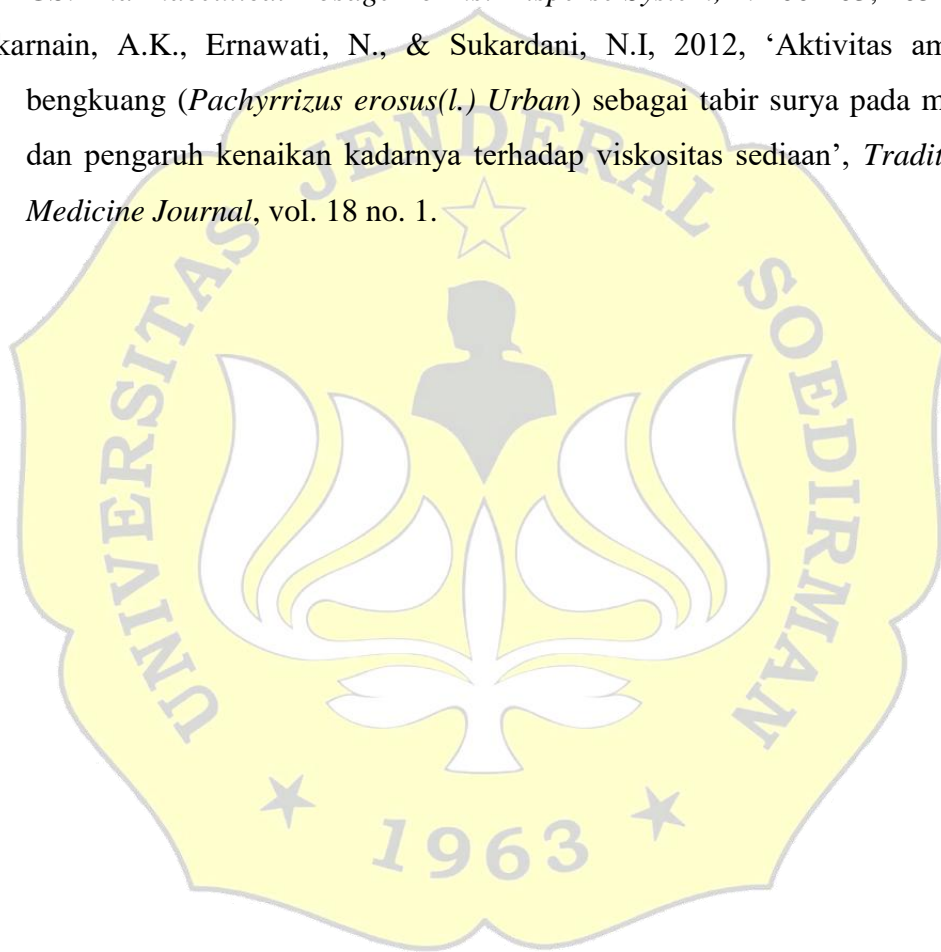 karnain, A.K., Ernawati, N., & Sukardani, N.I, 2012, ‘Aktivitas am
bengkuang (Pachyrrizus erosus(l.) Urban) sebagai tabir surya pada m
dan pengaruh kenaikan kadarnya terhadap viskositas sediaan’, Tradit
Medicine Journal, vol. 18 no. 1.
UNIVERSITAS JENDERAL SOEDIRMAN
1963